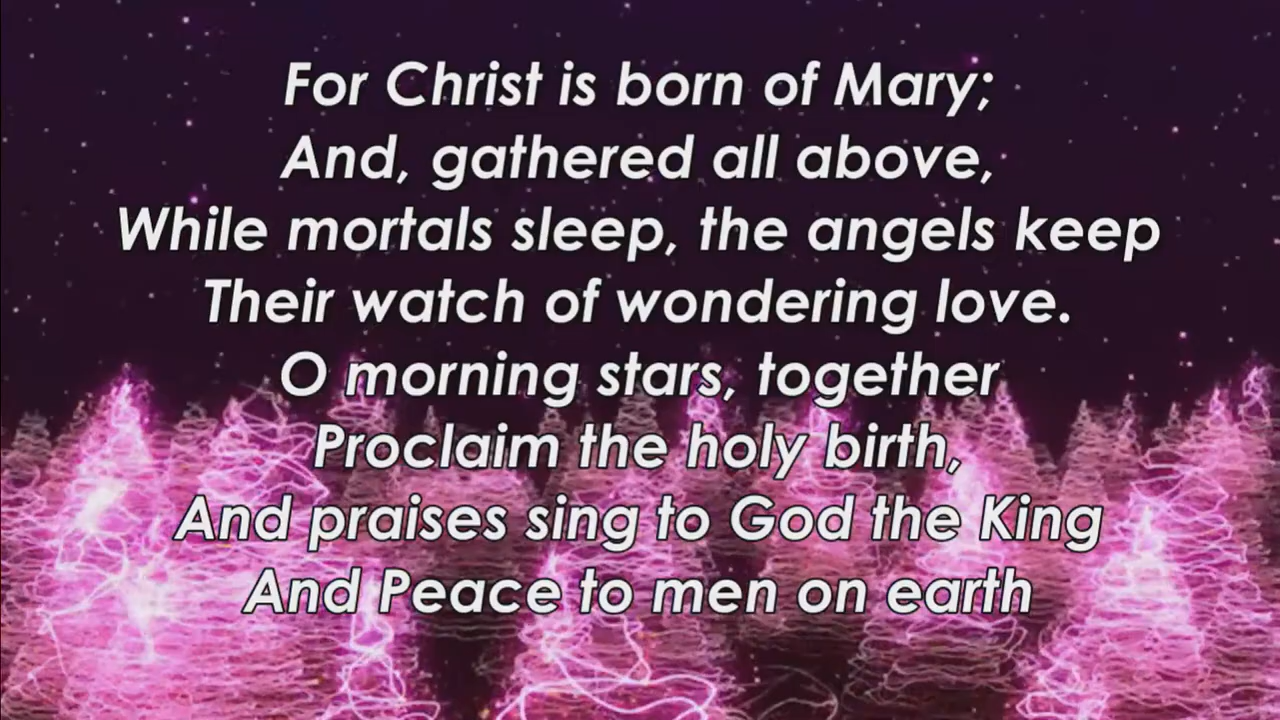 For Christ is born of Mary;
And, gathered all above,
While mortals sleep, the angels keep
Their watch of wondering love.
O morning stars, together
Proclaim the holy birth,
And praises sing to God the King
And Peace to men on earth